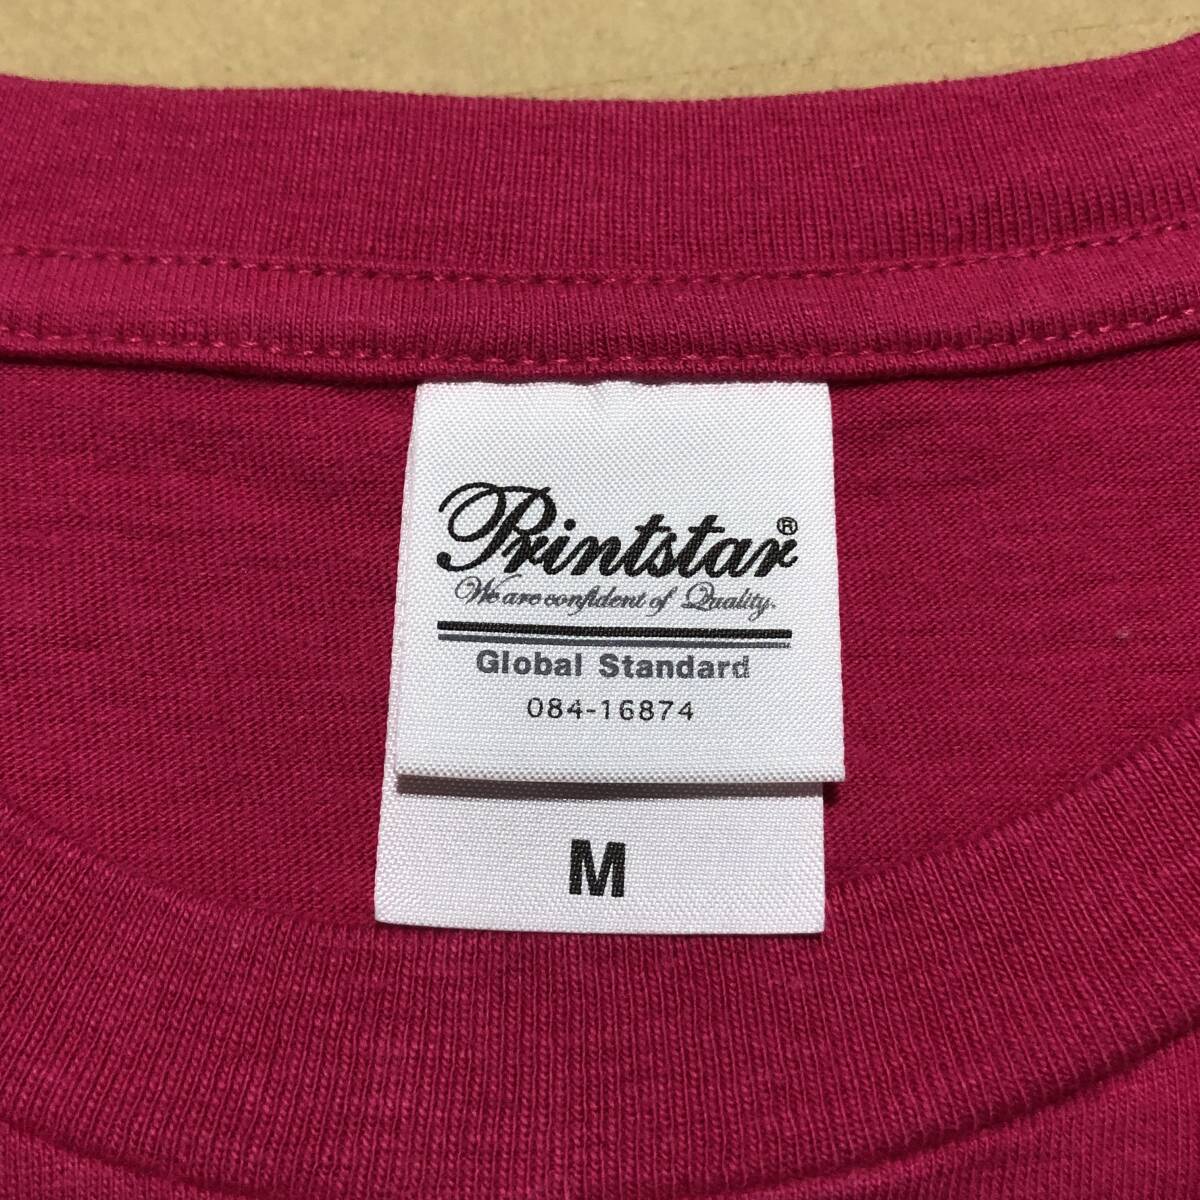 Printstar®
We are confident of Quality.
Global Standard
084-16874
M